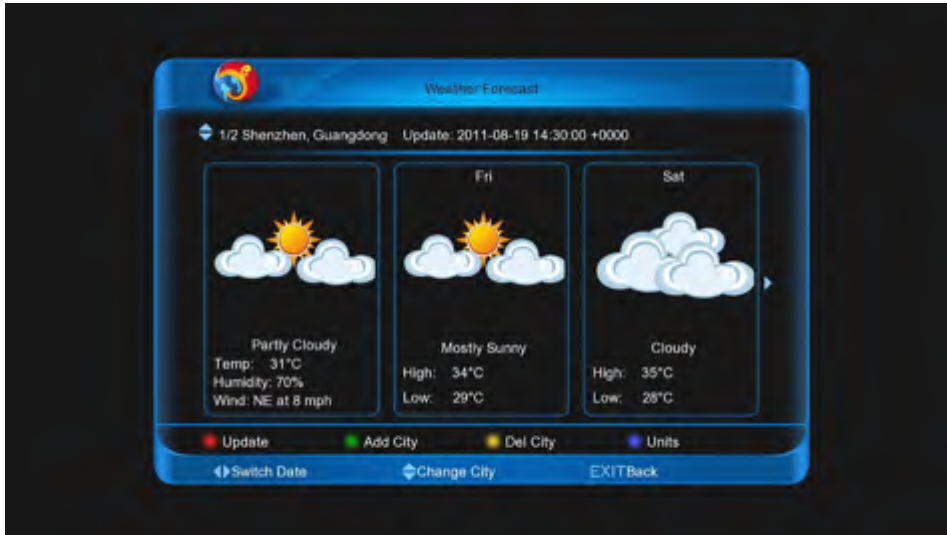 Weather Forecast
1/2 Shenzhen, Guangdong Update: 2011-08-19 14:30:00 +0000
Partly Cloudy
Temp: 31°C
Humidity: 70%
Wind: NE at 8 mph
Fri
Mostly Sunny
High: 34°C
Low: 29°C
Sat
Cloudy
High: 35°C
Low: 28°C
Update Add City Del City Units
Switch Date Change City EXIT Back